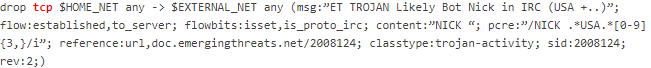 drop tcp $HOME_NET any -> $EXTERNAL_NET any (msg:”ET TROJAN Likely Bot Nick in IRC (USA +..)”;
flow:established,to_server; flowbits:isset,is_proto_irc; content:”NICK “; pcre:”/NICK .*USA.*[0-9]
{3,}/i”; reference:url,doc.emergingthreats.net/2008124; classtype:trojan-activity; sid:2008124;
rev:2;)